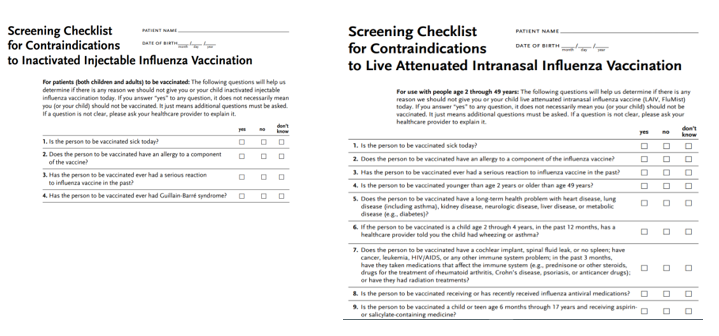 Screening Checklist
for Contraindications
to Inactivated Injectable Influenza Vaccination
PATIENT NAME
DATE OF BIRTH / /
month day year
For patients (both children and adults) to be vaccinated: The following questions will help us
determine if there is any reason we should not give you or your child inactivated injectable
influenza vaccination today. If you answer "yes" to any question, it does not necessarily mean
you (or your child) should not be vaccinated. It just means additional questions must be asked.
If a question is not clear, please ask your healthcare provider to explain it.
yes no don't know
1. Is the person to be vaccinated sick today?
2. Does the person to be vaccinated have an allergy to a component
of the vaccine?
3. Has the person to be vaccinated ever had a serious reaction
to influenza vaccine in the past?
4. Has the person to be vaccinated ever had Guillain-Barré syndrome?
Screening Checklist
for Contraindications
to Live Attenuated Intranasal Influenza Vaccination
PATIENT NAME
DATE OF BIRTH / /
month day year
For use with people age 2 through 49 years: The following questions will help us determine if there is any
reason we should not give you or your child live attenuated intranasal influenza vaccine (LAIV, FluMist)
today. If you answer "yes" to any question, it does not necessarily mean you (or your child) should not be
vaccinated. It just means additional questions must be asked. If a question is not clear, please ask your
healthcare provider to explain it.
yes no don't know
1. Is the person to be vaccinated sick today?
2. Does the person to be vaccinated have an allergy to a component of the influenza vaccine?
3. Has the person to be vaccinated ever had a serious reaction to influenza vaccine in the past?
4. Is the person to be vaccinated younger than age 2 years or older than age 49 years?
5. Does the person to be vaccinated have a long-term health problem with heart disease, lung
disease (including asthma), kidney disease, neurologic disease, liver disease, or metabolic
disease (e.g., diabetes)?
6. If the person to be vaccinated is a child age 2 through 4 years, in the past 12 months, has a
healthcare provider told you the child had wheezing or asthma?
7. Does the person to be vaccinated have a cochlear implant, spinal fluid leak, or no spleen; have
cancer, leukemia, HIV/AIDS, or any other immune system problem; in the past 3 months,
have they taken medications that affect the immune system (e.g., prednisone or other steroids,
drugs for the treatment of rheumatoid arthritis, Crohn's disease, psoriasis, or anticancer drugs);
or have they had radiation treatments?
8. Is the person to be vaccinated receiving or has recently received influenza antiviral medications?
9. Is the person to be vaccinated a child or teen age 6 months through 17 years and receiving aspirin-
or salicylate-containing medicine?